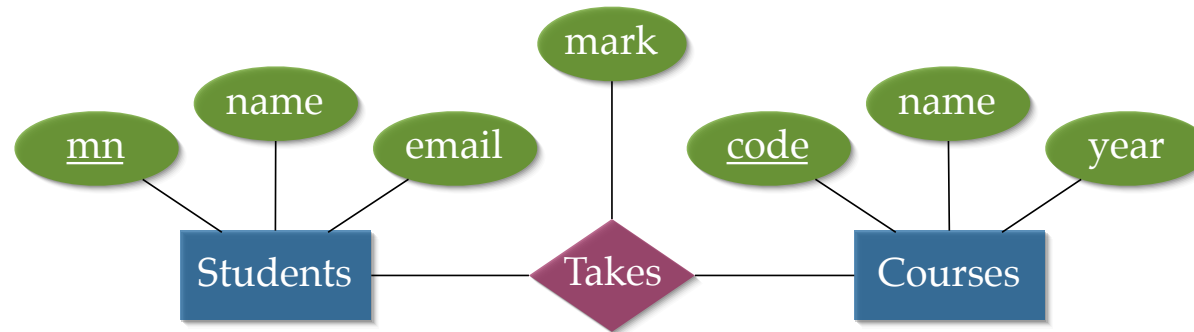 mark
name
name
mn
email
code
year
Students
Takes
Courses